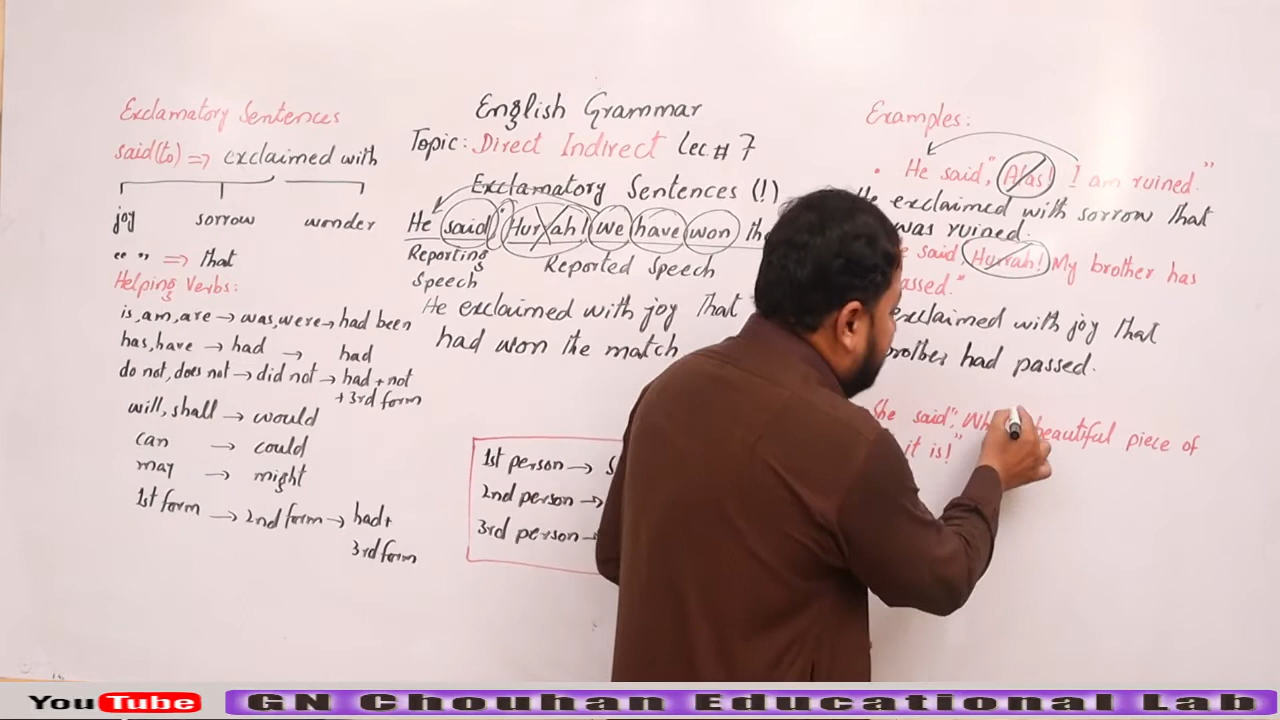 Exclamatory Sentences
said(to) => exclaimed with
joy sorrow wonder
“ ” => that
Helping Verbs:
is, am, are → was, were → had been
has, have → had → had
do not, does not → did not → had + not
+ 3rd form
will, shall → would
can → could
may → might
1st form → 2nd form → had +
3rd form
English Grammar
Topic: Direct Indirect Lec # 7
Exclamatory Sentences (!)
He said, "Hurrah! we have won
Reporting
Speech
Reported Speech
He exclaimed with joy that
had won the match
1st person →
2nd person →
3rd person →
Examples:
• He said, "Alas! I am ruined."
He exclaimed with sorrow that
was ruined.
said Hurrah! My brother has
passed."
exclaimed with joy that
brother had passed.
She said, " beautiful piece of
it is!"
YouTube GN Chouhan Educational Lab